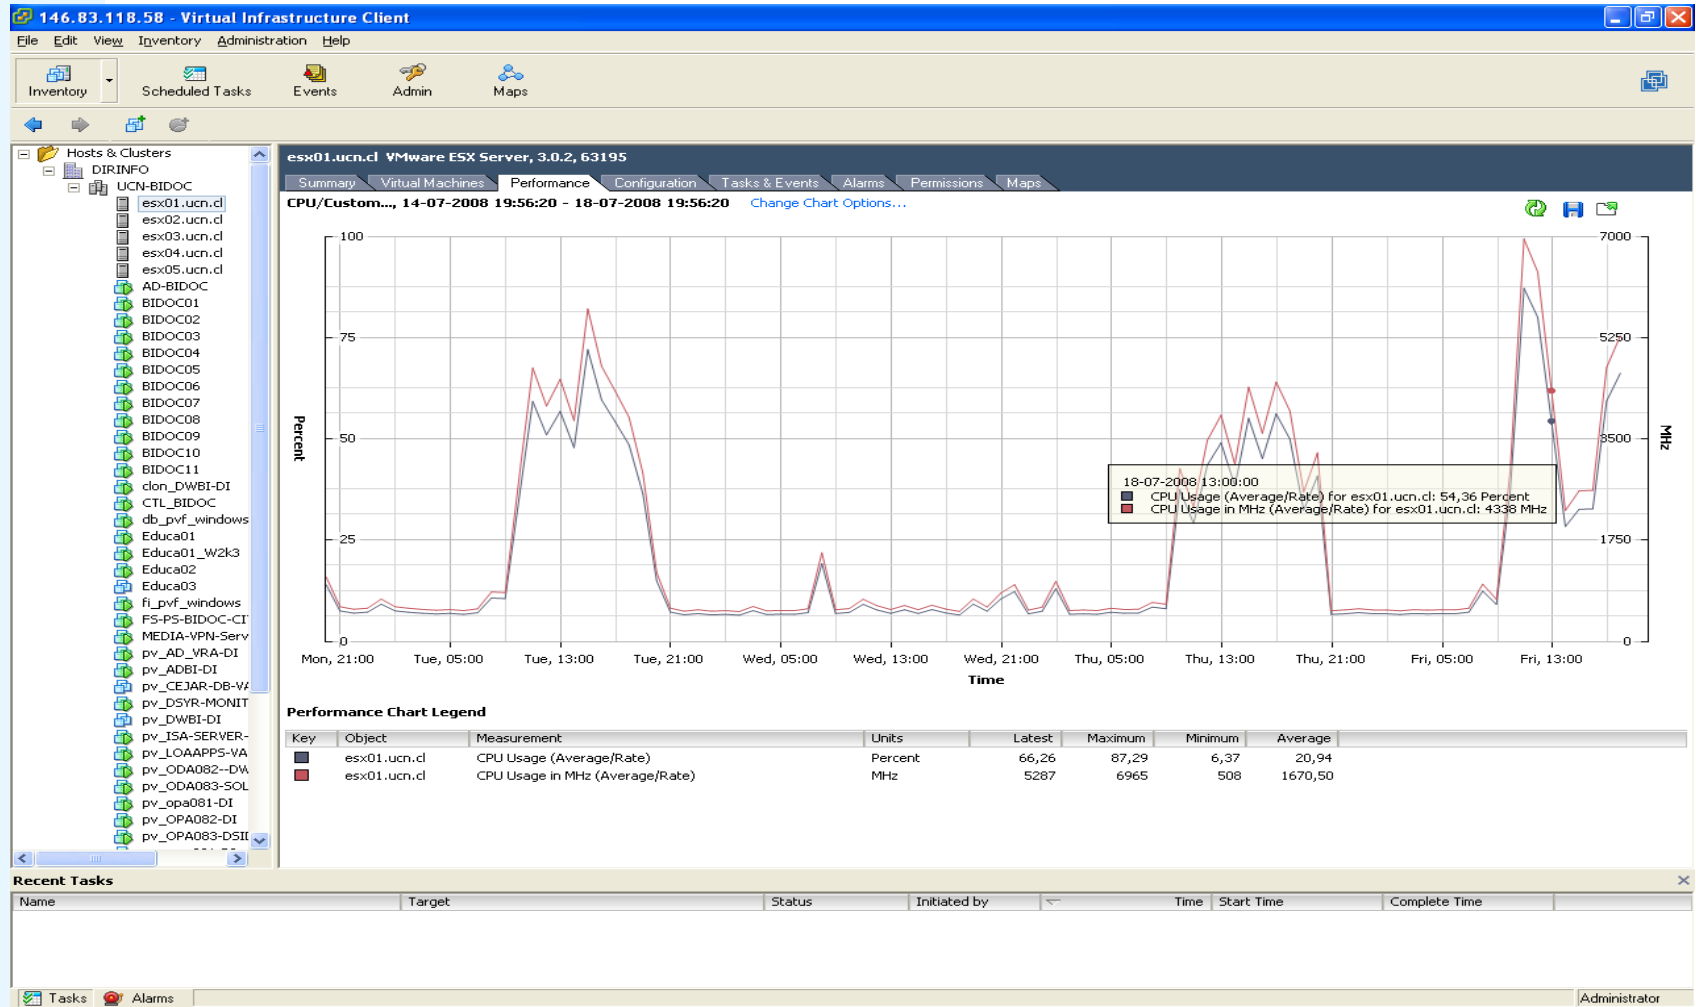 146.83.118.58 - Virtual Infrastructure Client
File Edit View Inventory Administration Help
Inventory Scheduled Tasks Events Admin Maps
Hosts & Clusters
DIRINFO
UCN-BIDOC
esx01.ucn.cl
esx02.ucn.cl
esx03.ucn.cl
esx04.ucn.cl
esx05.ucn.cl
AD-BIDOC
BIDOC01
BIDOC02
BIDOC03
BIDOC04
BIDOC05
BIDOC06
BIDOC07
BIDOC08
BIDOC09
BIDOC10
BIDOC11
clon_DWBI-DI
CTL_BIDOC
db_pvf_windows
Educa01
Educa01_W2k3
Educa02
Educa03
fi_pvf_windows
FS-PS-BIDOC-CI
MEDIA-VPN-Serv
pv_AD_VRA-DI
pv_ADBI-DI
pv_CEJAR-DB-VA
pv_DSYR-MONIT
pv_DWBI-DI
pv_ISA-SERVER-
pv_LOAAPPS-VA
pv_ODA082--DW
pv_ODA083-SOL
pv_opa081-DI
pv_OPA082-DI
pv_OPA083-DSII
esx01.ucn.cl VMware ESX Server, 3.0.2, 63195
Summary Virtual Machines Performance Configuration Tasks & Events Alarms Permissions Maps
CPU/Custom..., 14-07-2008 19:56:20 - 18-07-2008 19:56:20 Change Chart Options...
100 7000
75 5250
50 3500
25 1750
0 0
Percent
MHz
18-07-2008 13:00:00
CPU Usage (Average/Rate) for esx01.ucn.cl: 54,36 Percent
CPU Usage in MHz (Average/Rate) for esx01.ucn.cl: 4338 MHz
Mon, 21:00 Tue, 05:00 Tue, 13:00 Tue, 21:00 Wed, 05:00 Wed, 13:00 Wed, 21:00 Thu, 05:00 Thu, 13:00 Thu, 21:00 Fri, 05:00 Fri, 13:00
Time
Performance Chart Legend
Key Object Measurement Units Latest Maximum Minimum Average
esx01.ucn.cl CPU Usage (Average/Rate) Percent 66,26 87,29 6,37 20,94
esx01.ucn.cl CPU Usage in MHz (Average/Rate) MHz 5287 6965 508 1670,50
Recent Tasks
Name Target Status Initiated by Time Start Time Complete Time
Tasks Alarms Administrator